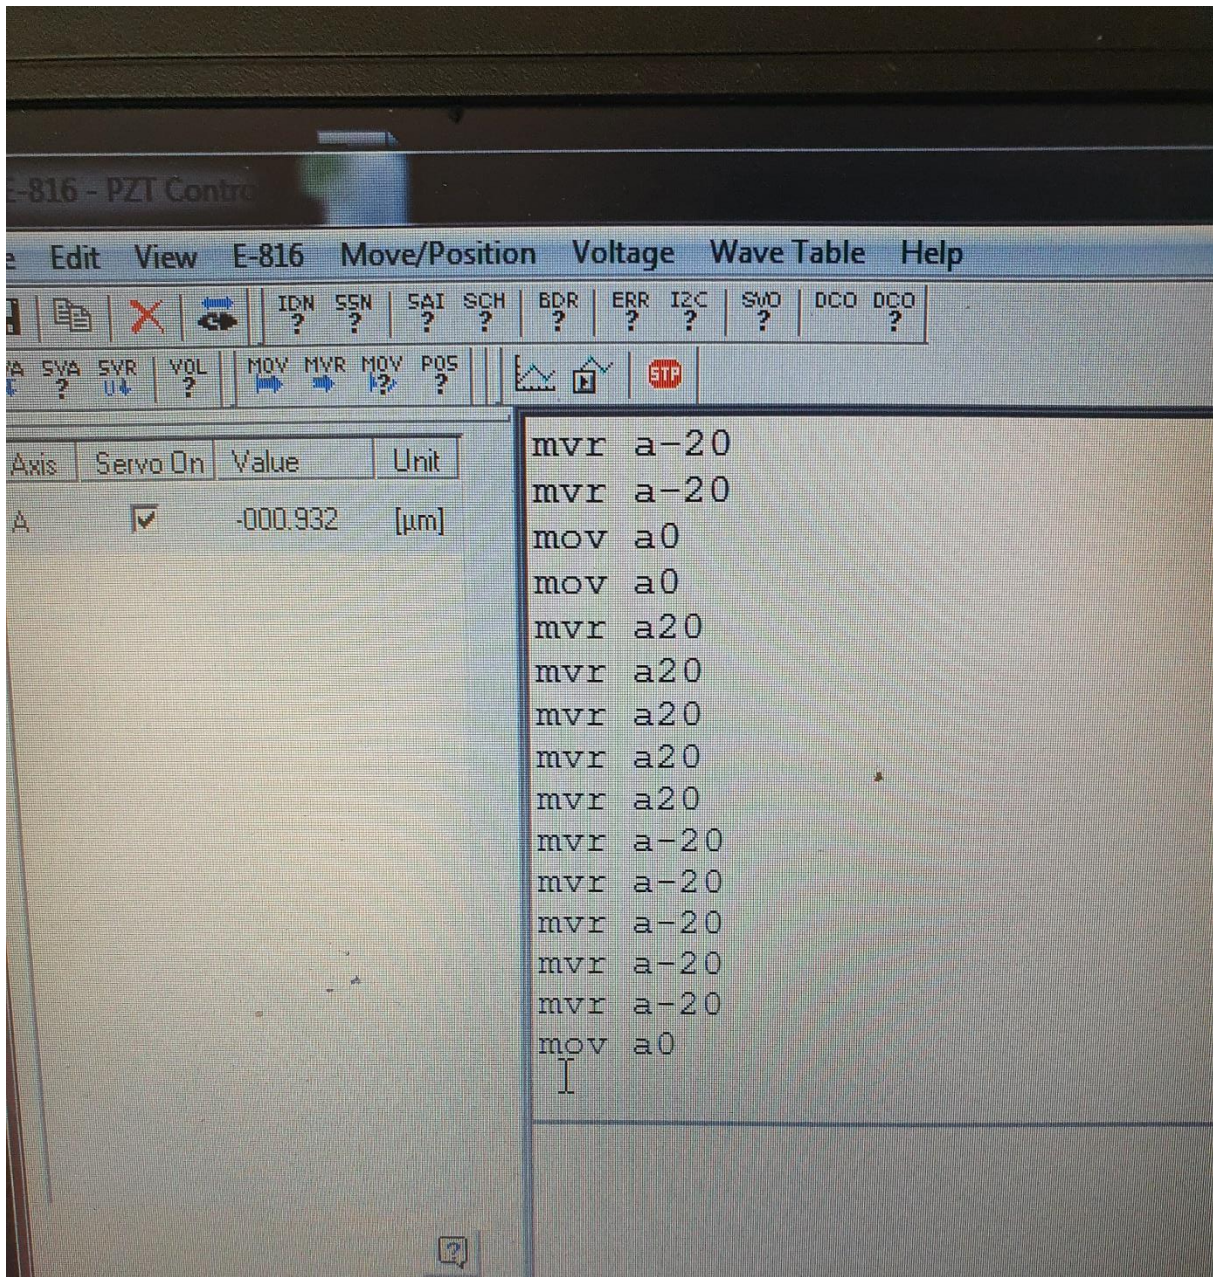 E-816 - PZT Contro
Edit View E-816 Move/Position Voltage Wave Table Help
IDN ? SSN ? SAI ? SCH ? BDR ? ERR ? I2C ? SVO ? DCO DCO ?
SVA ? SVR VOL ? MOV MVR MOV ? POS ? STP
Axis Servo On Value Unit
A -000.932 [µm]
mvr a-20
mvr a-20
mov a0
mov a0
mvr a20
mvr a20
mvr a20
mvr a20
mvr a20
mvr a-20
mvr a-20
mvr a-20
mvr a-20
mvr a-20
mov a0
?